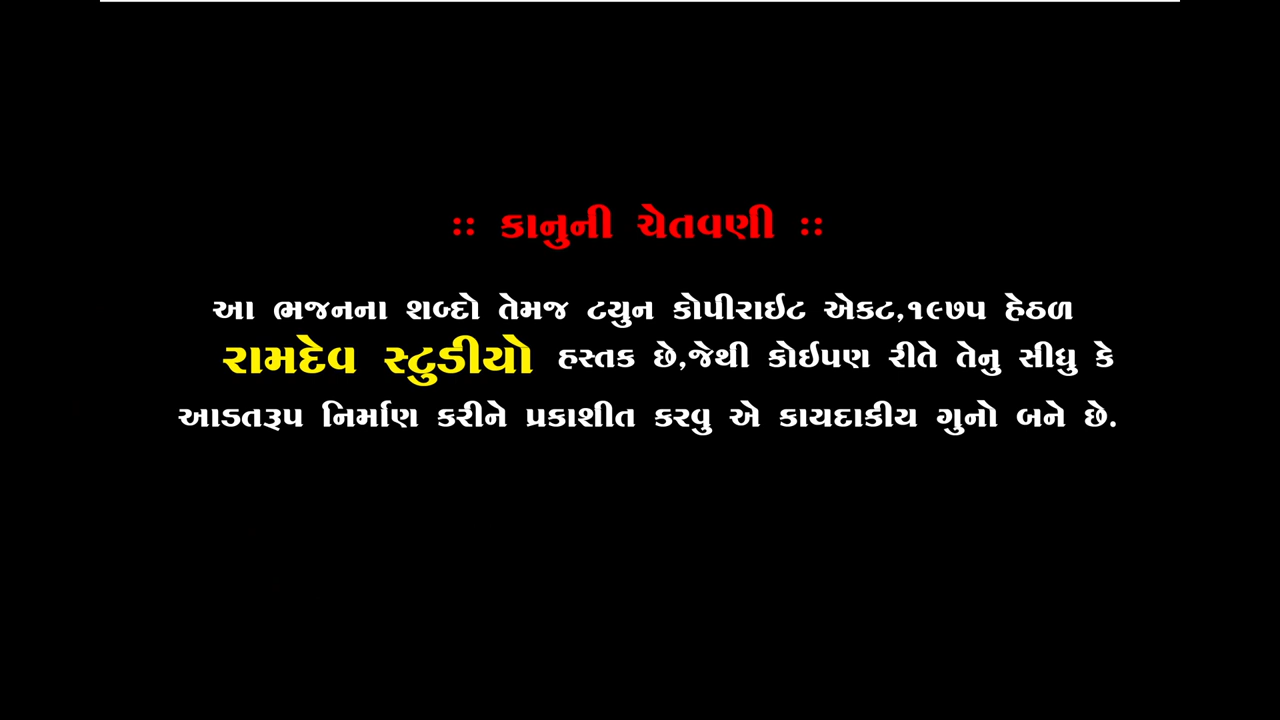 :: કાનુની ચેતવણી ::
આ ભજનના શબ્દો તેમજ ટયુન કોપીરાઈટ એકટ,૧૯૭૫ હેઠળ
રામદેવ સ્ટુડીયો હસ્તક છે,જેથી કોઈપણ રીતે તેનુ સીધુ કે
આડતરૂપ નિર્માણ કરીને પ્રકાશીત કરવુ એ કાયદાકીય ગુનો બને છે.